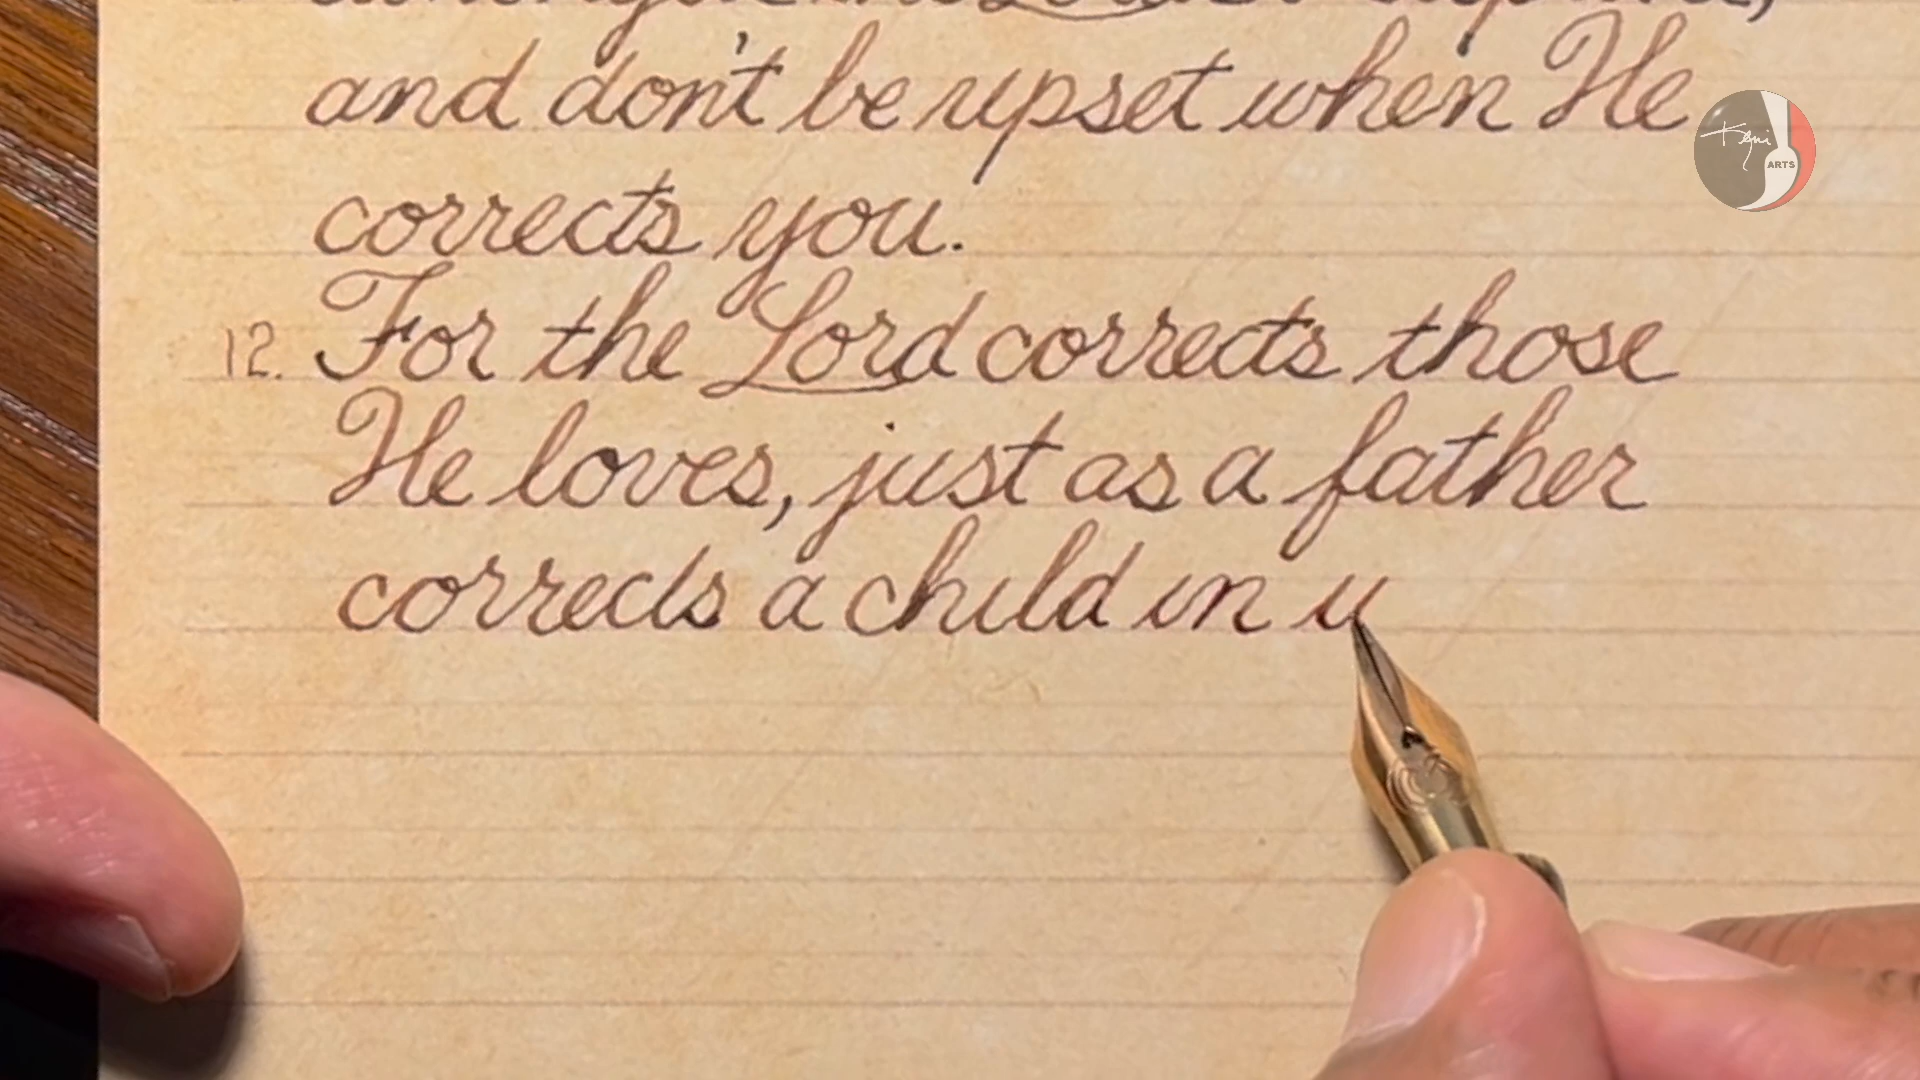 and don't be upset when He
corrects you.
12. For the Lord corrects those
He loves, just as a father
corrects a child in
ARTS